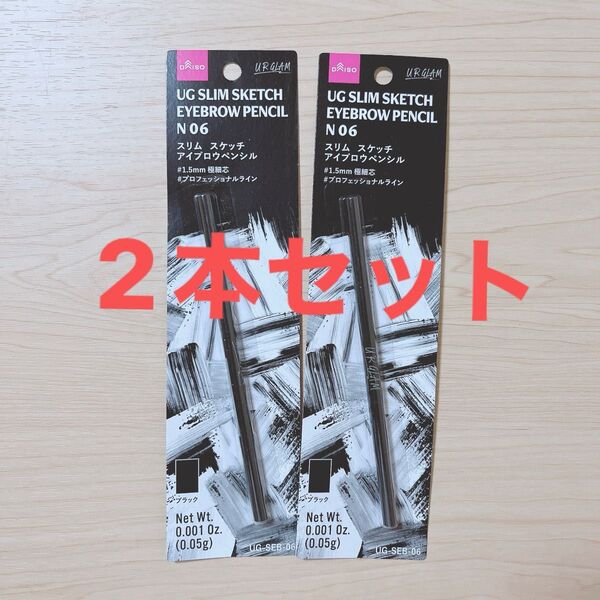 DAISO
URGLAM
UG SLIM SKETCH
EYEBROW PENCIL
N 06
スリム スケッチ
アイブロウペンシル
#1.5mm 極細芯
#プロフェッショナルライン
ブラック
Net Wt.
0.001 Oz.
(0.05g)
UG-SEB-06
DAISO
URGLAM
UG SLIM SKETCH
EYEBROW PENCIL
N 06
スリム スケッチ
アイブロウペンシル
#1.5mm 極細芯
#プロフェッショナルライン
URGLAM
ブラック
Net Wt.
0.001 Oz.
(0.05g)
UG-SEB-06
2本セット